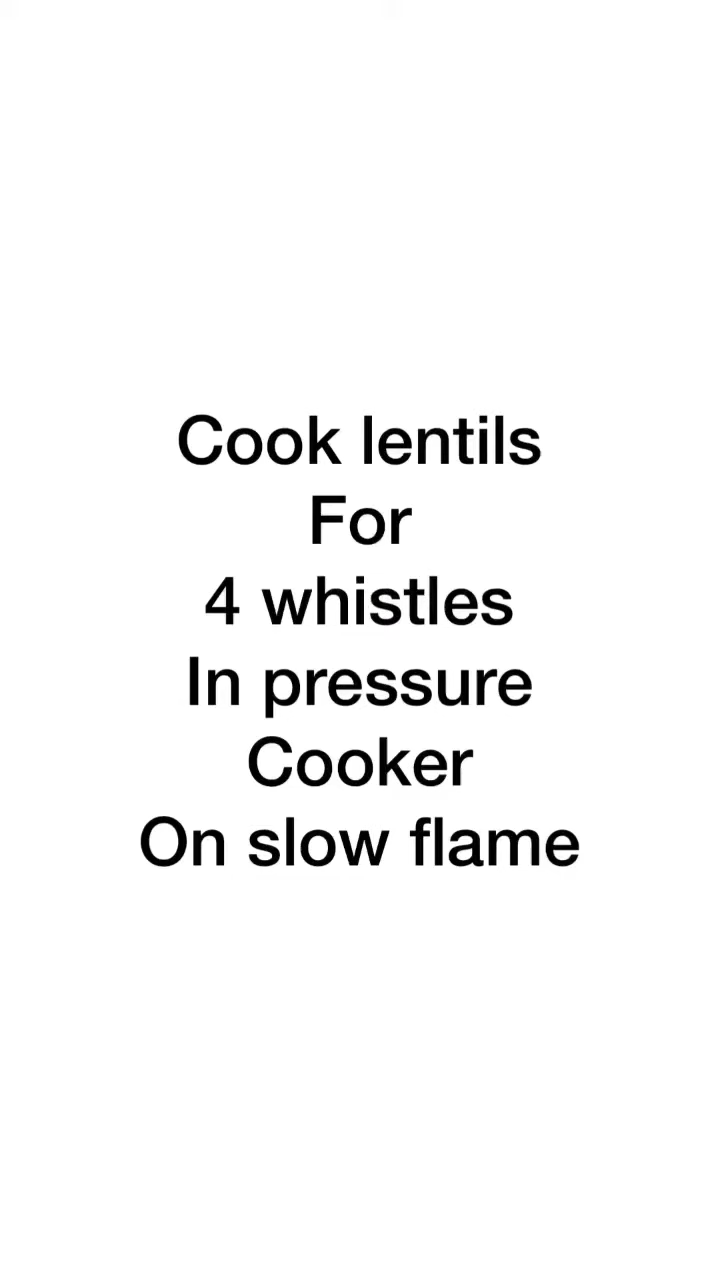 Cook lentils
For
4 whistles
In pressure
Cooker
On slow flame